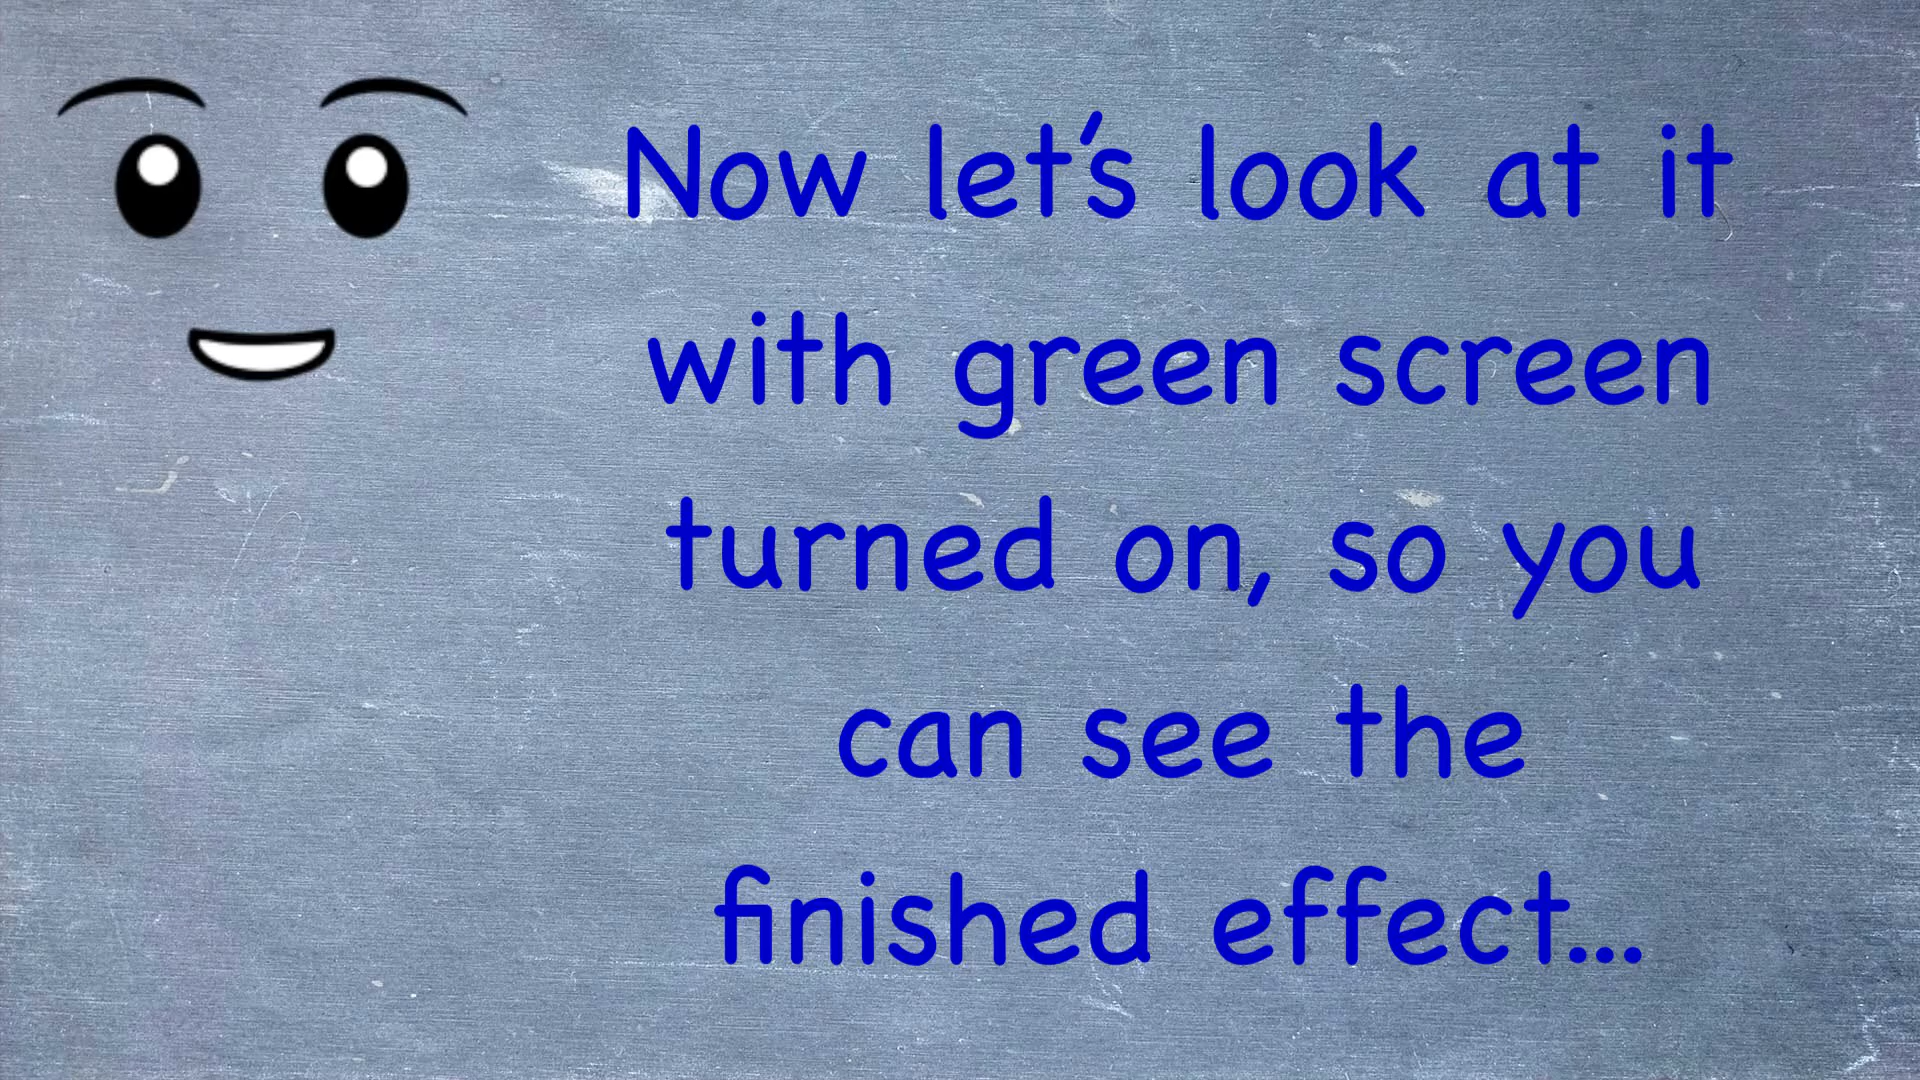 Now let's look at it
with green screen
turned on, so you
can see the
finished effect...